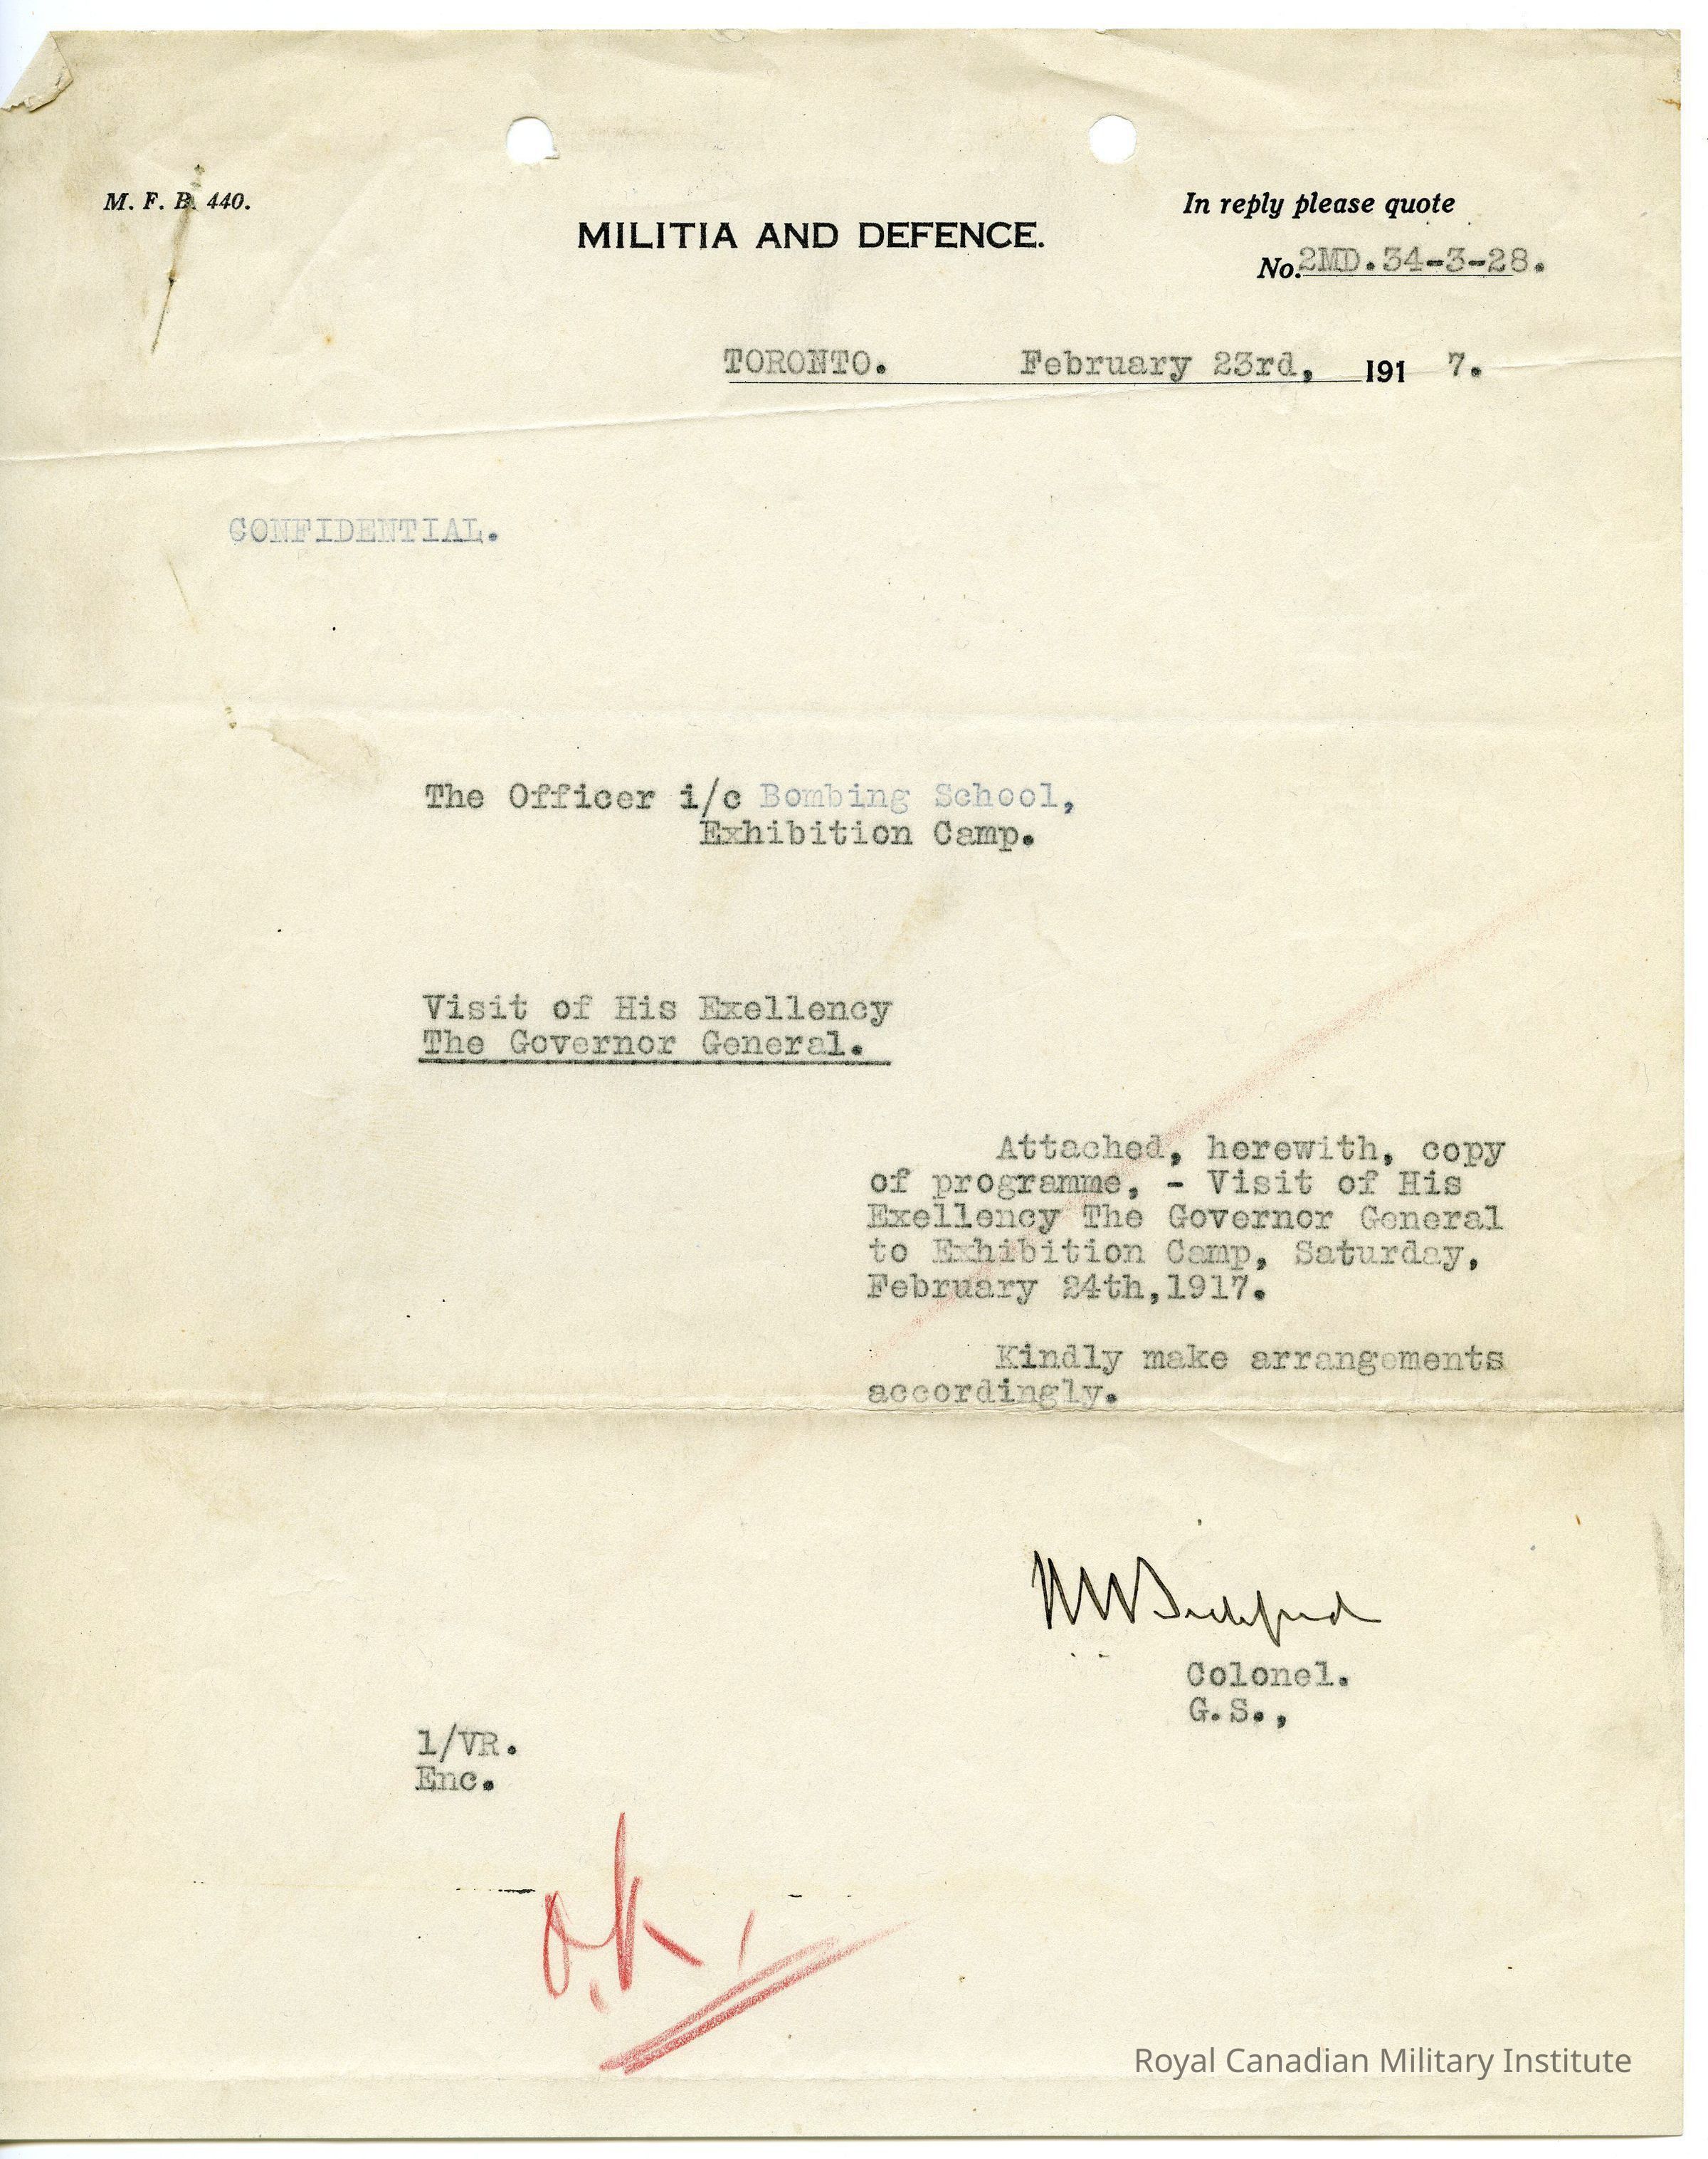 M. F. B. 440.
In reply please quote
MILITIA AND DEFENCE.
No. 2MD.34-3-28.
TORONTO. February 23rd, 191 7.
CONFIDENTIAL.
The Officer i/c Bombing School,
Exhibition Camp.
Visit of His Exellency
The Governor General.
Attached, herewith, copy
of programme, - Visit of His
Exellency The Governor General
to Exhibition Camp, Saturday,
February 24th,1917.
Kindly make arrangements
accordingly.
Colonel.
G.S.,
1/VR.
Enc.
O.K.
Royal Canadian Military Institute